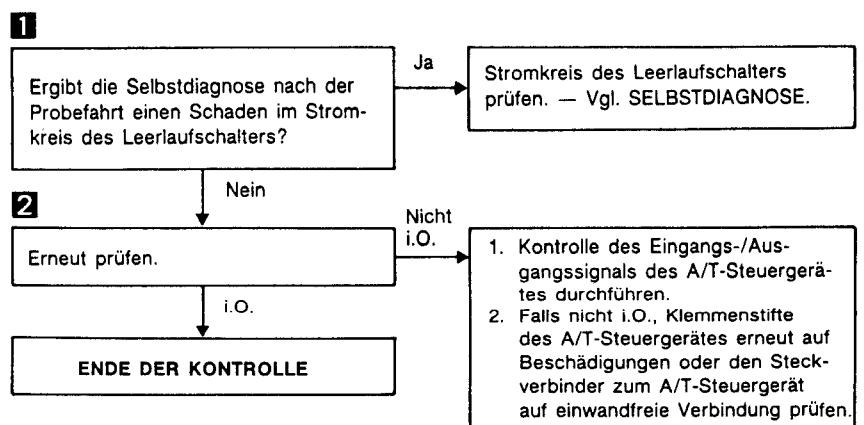 1
Ergibt die Selbstdiagnose nach der
Probefahrt einen Schaden im Strom-
kreis des Leerlaufschalters?
Ja
Stromkreis des Leerlaufschalters
prüfen. — Vgl. SELBSTDIAGNOSE.
Nein
2
Erneut prüfen.
Nicht
i.O.
1. Kontrolle des Eingangs-/Aus-
gangssignals des A/T-Steuergerä-
tes durchführen.
2. Falls nicht i.O., Klemmenstifte
des A/T-Steuergerätes erneut auf
Beschädigungen oder den Steck-
verbinder zum A/T-Steuergerät
auf einwandfreie Verbindung prüfen.
i.O.
ENDE DER KONTROLLE